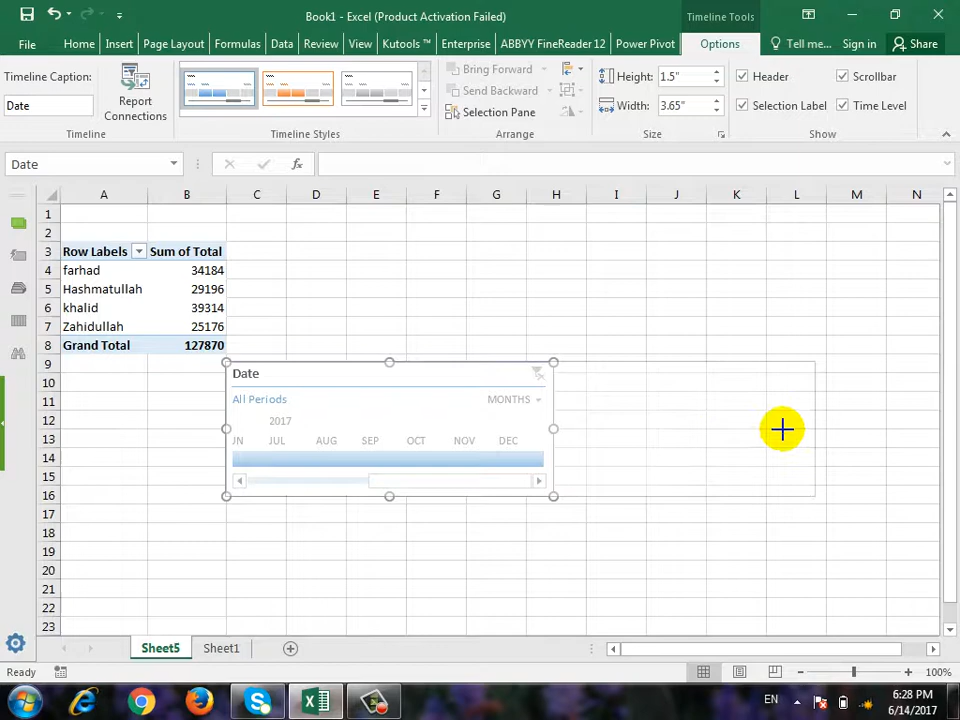 Book1 - Excel (Product Activation Failed)
Timeline Tools
File Home Insert Page Layout Formulas Data Review View Kutools ™ Enterprise ABBYY FineReader 12 Power Pivot Options Tell me... Sign in Share
Timeline Caption:
Date
Report Connections
Timeline
Timeline Styles
Bring Forward
Send Backward
Selection Pane
Arrange
Height: 1.5"
Width: 3.65"
Size
Header Scrollbar
Selection Label Time Level
Show
Date
fx
A B C D E F G H I J K L M N
1
2
3 Row Labels Sum of Total
4 farhad 34184
5 Hashmatullah 29196
6 khalid 39314
7 Zahidullah 25176
8 Grand Total 127870
9
10
11
12
13
14
15
16
17
18
19
20
21
22
23
Date
All Periods MONTHS
2017
JN JUL AUG SEP OCT NOV DEC
Sheet5 Sheet1
Ready 100%
EN 6:28 PM
6/14/2017